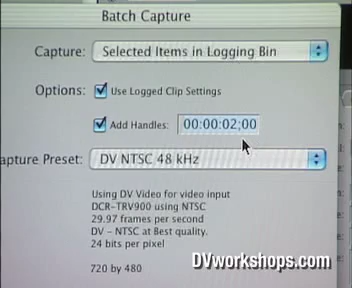 Batch Capture
Capture: Selected Items in Logging Bin
Options: Use Logged Clip Settings
Add Handles: 00:00:02;00
apture Preset: DV NTSC 48 kHz
Using DV Video for video input
DCR-TRV900 using NTSC
29.97 frames per second
DV - NTSC at Best quality.
24 bits per pixel
720 by 480
DVworkshops.com